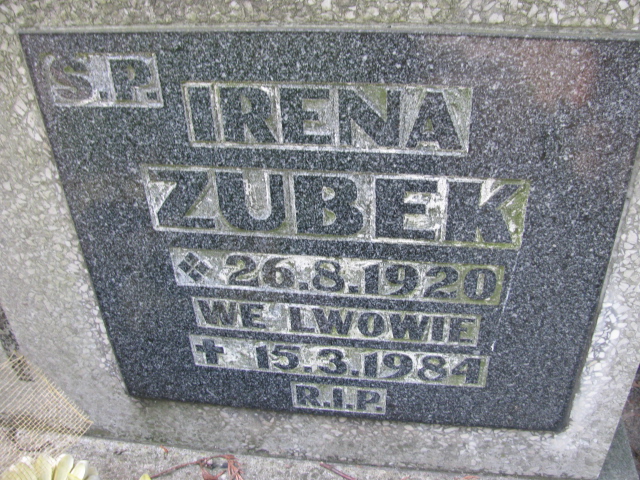 S.P.
IRENA
ZUBEK
❖ 26.8.1920
WE LWOWIE
+ 15.3.1984
R.I.P.